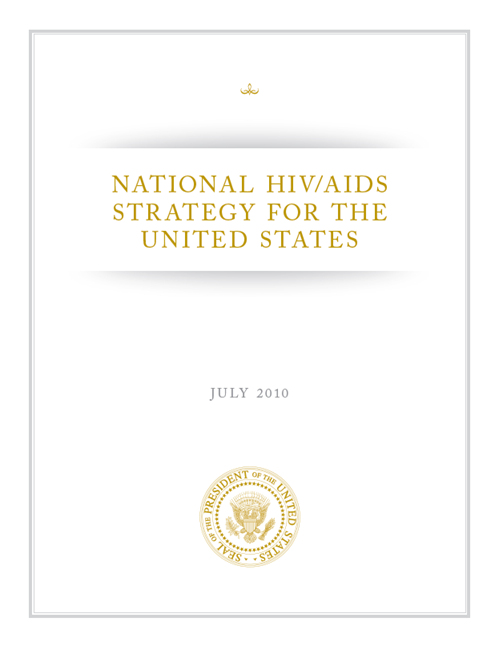 NATIONAL HIV/AIDS
STRATEGY FOR THE
UNITED STATES
JULY 2010
SEAL OF THE PRESIDENT OF THE UNITED STATES